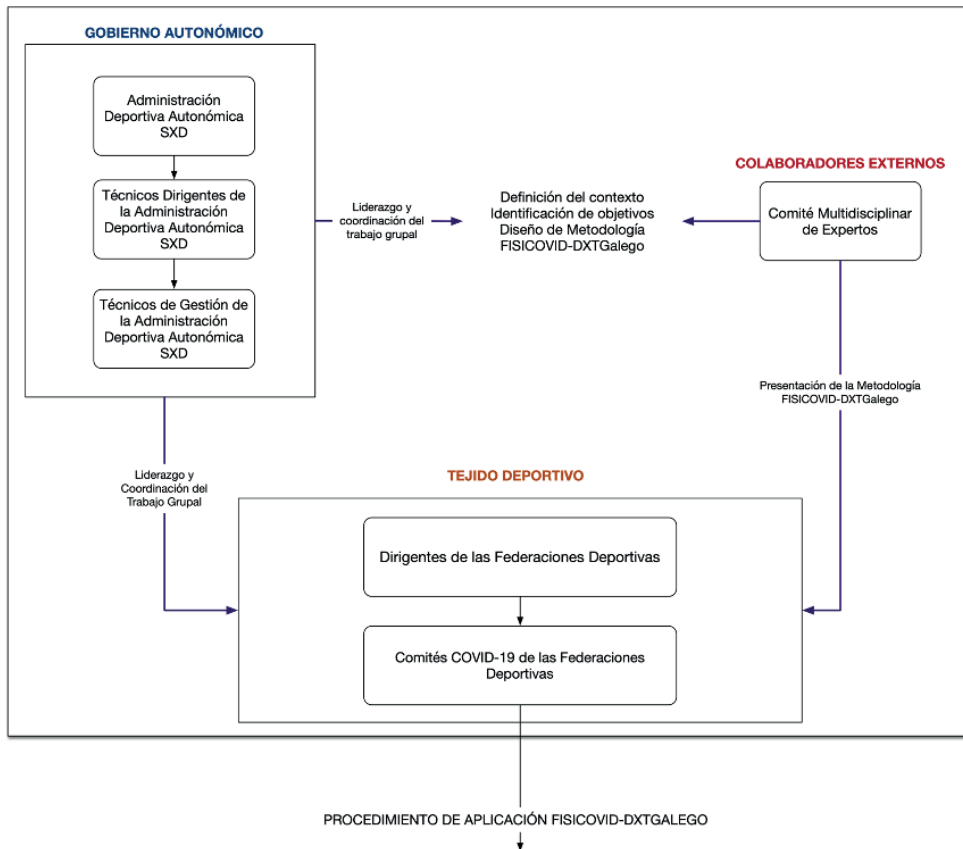 GOBIERNO AUTONÓMICO
Administración
Deportiva Autonómica
SXD
Técnicos Dirigentes de
la Administración
Deportiva Autonómica
SXD
Técnicos de Gestión de
la Administración
Deportiva Autonómica
SXD
Liderazgo y
coordinación del
trabajo grupal
Definición del contexto
Identificación de objetivos
Diseño de Metodología
FISICOVID-DXTGalego
COLABORADORES EXTERNOS
Comité Multidisciplinar
de Expertos
Presentación de la Metodología
FISICOVID-DXTGalego
Liderazgo y
Coordinación del
Trabajo Grupal
TEJIDO DEPORTIVO
Dirigentes de las Federaciones Deportivas
Comités COVID-19 de las Federaciones
Deportivas
PROCEDIMIENTO DE APLICACIÓN FISICOVID-DXTGALEGO